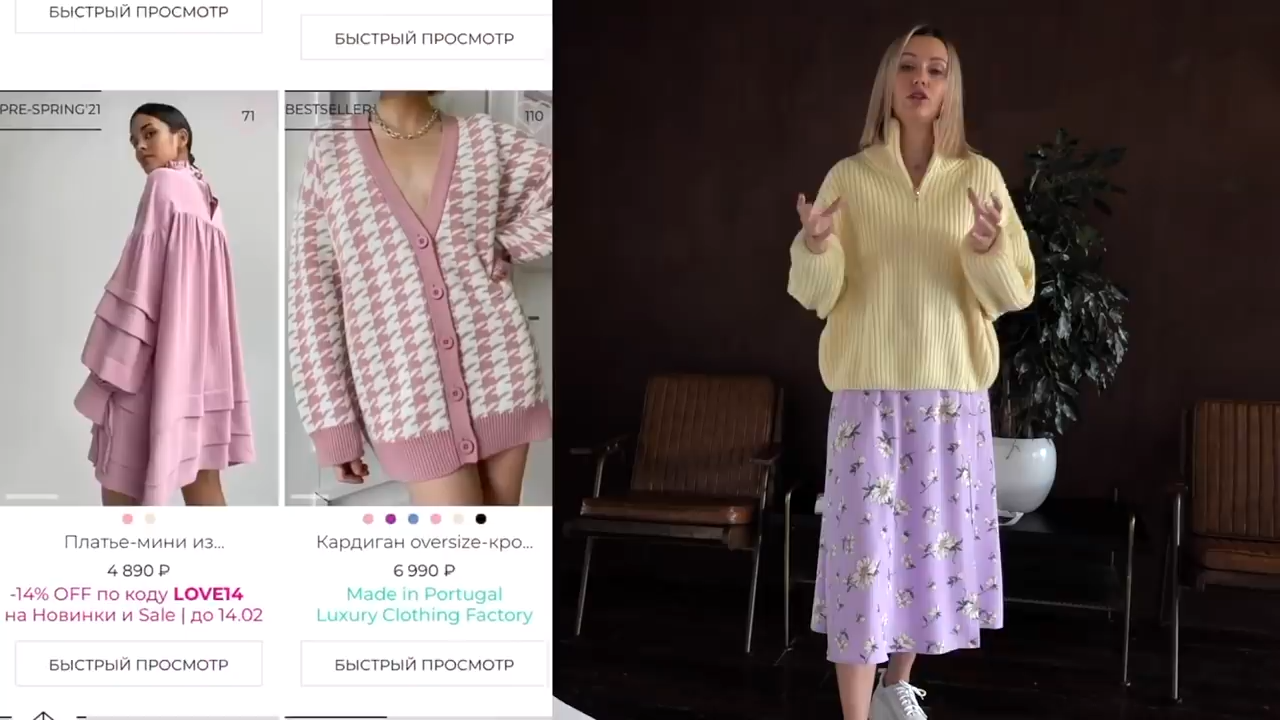 БЫСТРЫЙ ПРОСМОТР
БЫСТРЫЙ ПРОСМОТР
PRE-SPRING'21
71
BESTSELLER
110
Платье-мини из...
4 890 ₽
-14% OFF по коду LOVE14
на Новинки и Sale | до 14.02
БЫСТРЫЙ ПРОСМОТР
Кардиган oversize-кро...
6 990 ₽
Made in Portugal
Luxury Clothing Factory
БЫСТРЫЙ ПРОСМОТР